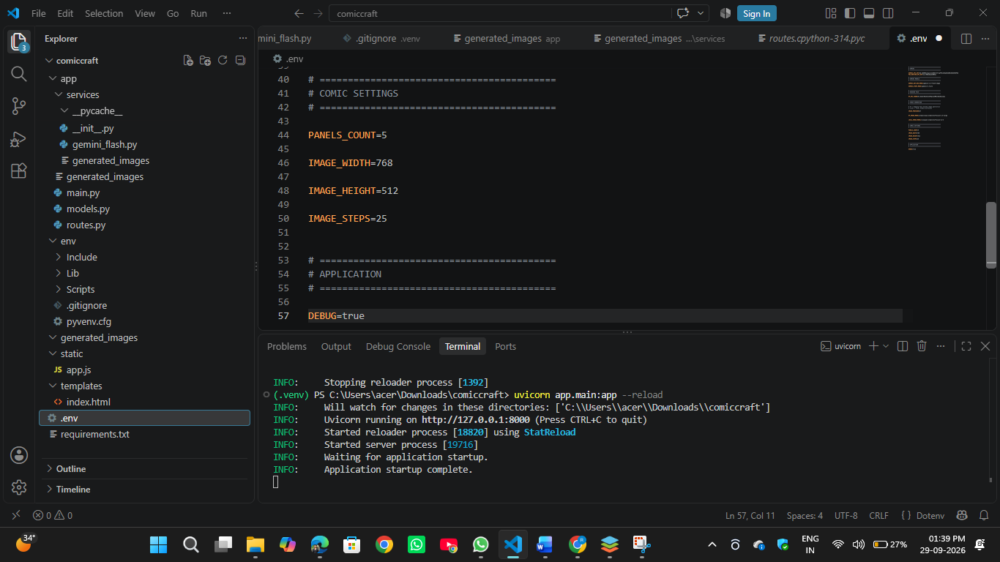 File Edit Selection View Go Run ··· comiccraft Sign In
Explorer ···
mini_flash.py .gitignore .venv generated_images app generated_images ...\services routes.cpython-314.pyc .env ···
comiccraft
app
services
__pycache__
__init__.py
gemini_flash.py
generated_images
generated_images
main.py
models.py
routes.py
env
Include
Lib
Scripts
.gitignore
pyvenv.cfg
generated_images
static
JS app.js
templates
<> index.html
.env
requirements.txt
Outline
Timeline
.env
40 # ==========================================
41 # COMIC SETTINGS
42 # ==========================================
43
44 PANELS_COUNT=5
45
46 IMAGE_WIDTH=768
47
48 IMAGE_HEIGHT=512
49
50 IMAGE_STEPS=25
51
52
53 # ==========================================
54 # APPLICATION
55 # ==========================================
56
57 DEBUG=true
Problems Output Debug Console Terminal Ports uvicorn ···
INFO: Stopping reloader process [1392]
(.venv) PS C:\Users\acer\Downloads\comiccraft> uvicorn app.main:app --reload
INFO: Will watch for changes in these directories: ['C:\\Users\\acer\\Downloads\\comiccraft']
INFO: Uvicorn running on http://127.0.0.1:8000 (Press CTRL+C to quit)
INFO: Started reloader process [18820] using StatReload
INFO: Started server process [19716]
INFO: Waiting for application startup.
INFO: Application startup complete.
0 0 Ln 57, Col 11 Spaces: 4 UTF-8 CRLF { } Dotenv
34° ENG IN 27% 01:39 PM 29-09-2026